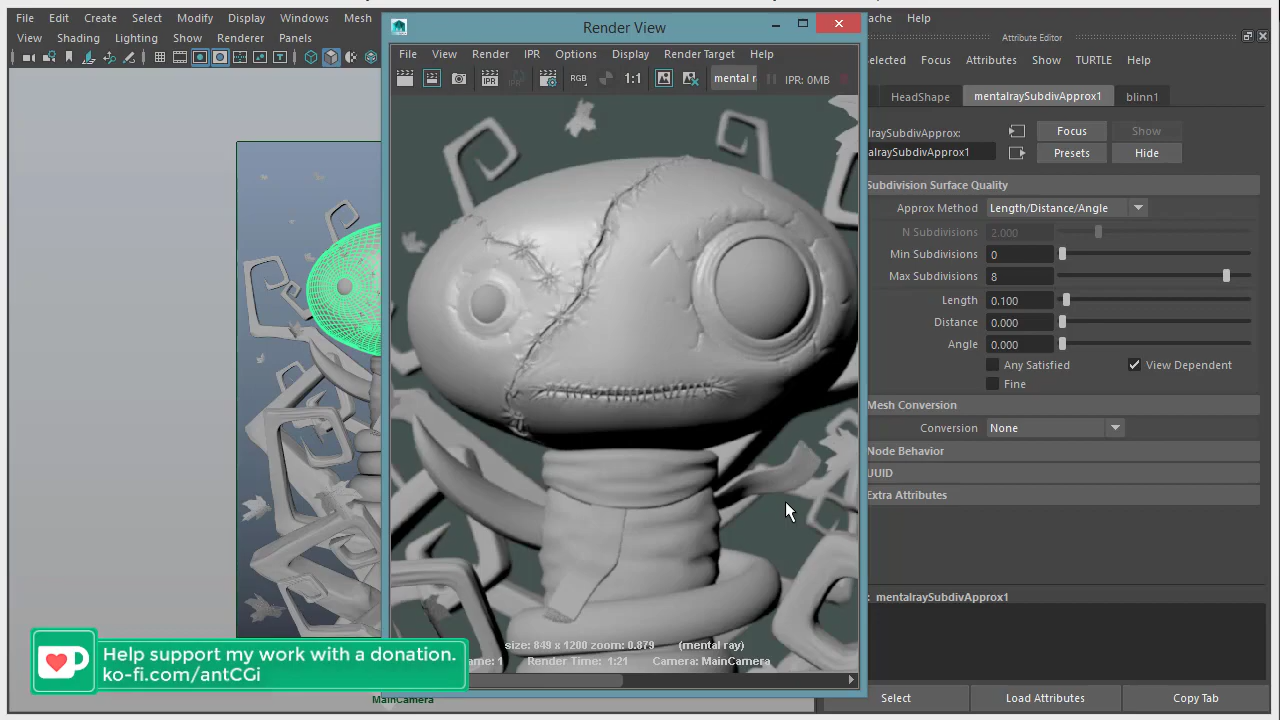 File Edit Create Select Modify Display Windows Mesh
View Shading Lighting Show Renderer Panels
Render View
File View Render IPR Options Display Render Target Help
IPR RGB 1:1 mental r IPR: 0MB
size: 849 x 1200 zoom: 0.879 (mental ray)
ame: 1 Render Time: 1:21 Camera: MainCamera
MainCamera
Help support my work with a donation.
ko-fi.com/antCGi
ache Help
Attribute Editor
elected Focus Attributes Show TURTLE Help
HeadShape mentalraySubdivApprox1 blinn1
lraySubdivApprox: Focus Show
alraySubdivApprox1 Presets Hide
Subdivision Surface Quality
Approx Method Length/Distance/Angle
N Subdivisions 2.000
Min Subdivisions 0
Max Subdivisions 8
Length 0.100
Distance 0.000
Angle 0.000
Any Satisfied View Dependent
Fine
Mesh Conversion
Conversion None
Node Behavior
UUID
Extra Attributes
: mentalraySubdivApprox1
Select Load Attributes Copy Tab